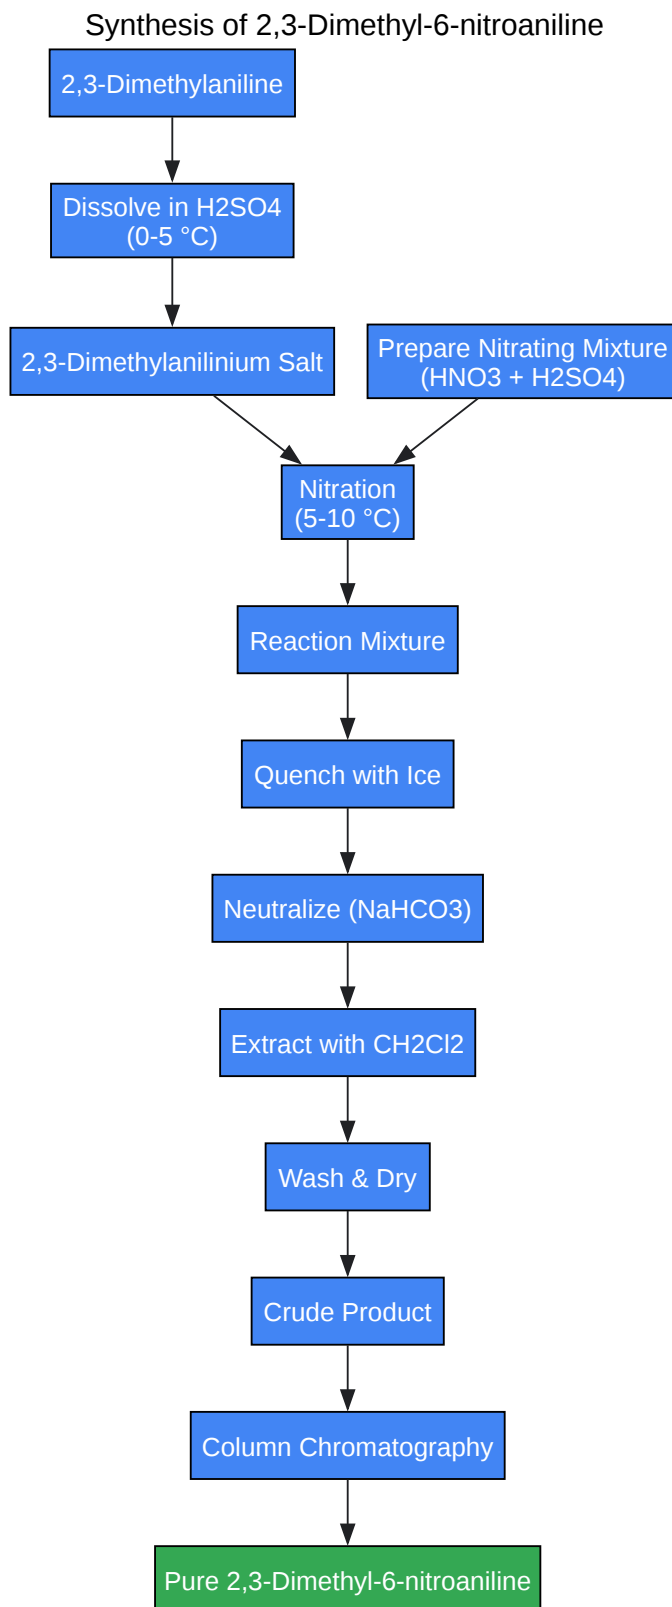 Synthesis of 2,3-Dimethyl-6-nitroaniline
2,3-Dimethylaniline
Dissolve in H2SO4
(0-5 °C)
2,3-Dimethylanilinium Salt
Prepare Nitrating Mixture
(HNO3 + H2SO4)
Nitration
(5-10 °C)
Reaction Mixture
Quench with Ice
Neutralize (NaHCO3)
Extract with CH2Cl2
Wash & Dry
Crude Product
Column Chromatography
Pure 2,3-Dimethyl-6-nitroaniline